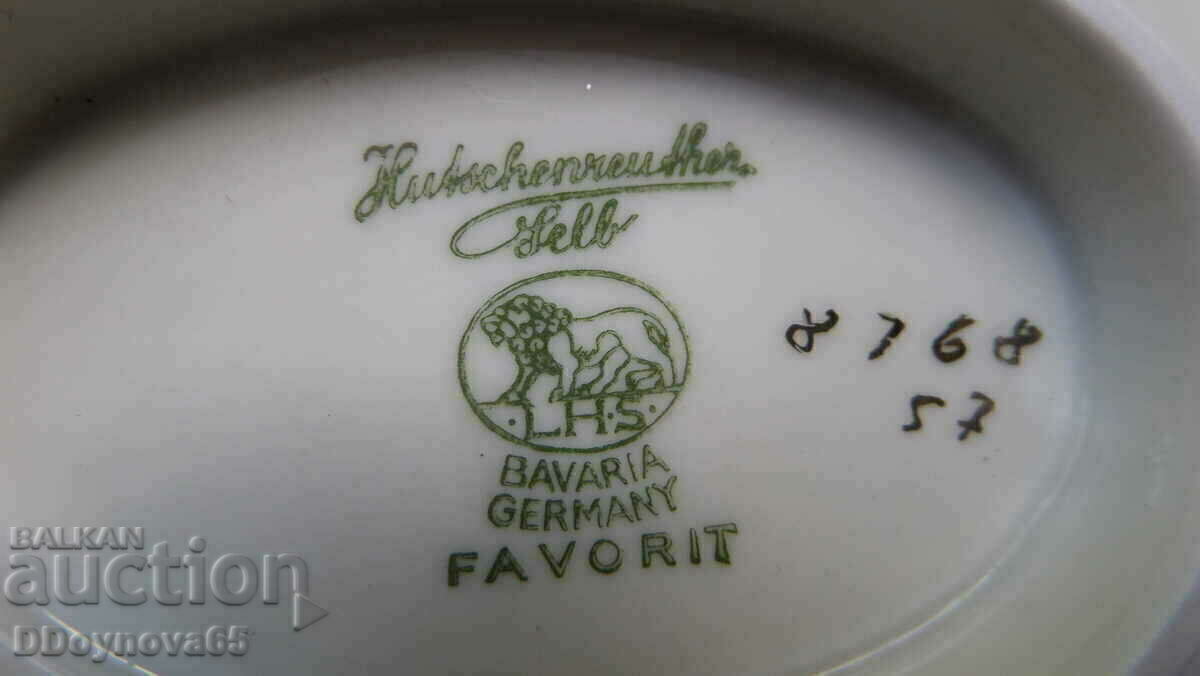 Hutschenreuther
Selb
L.H.S.
BAVARIA
GERMANY
FAVORIT
8768
57
BALKAN
auction
DDoynova65